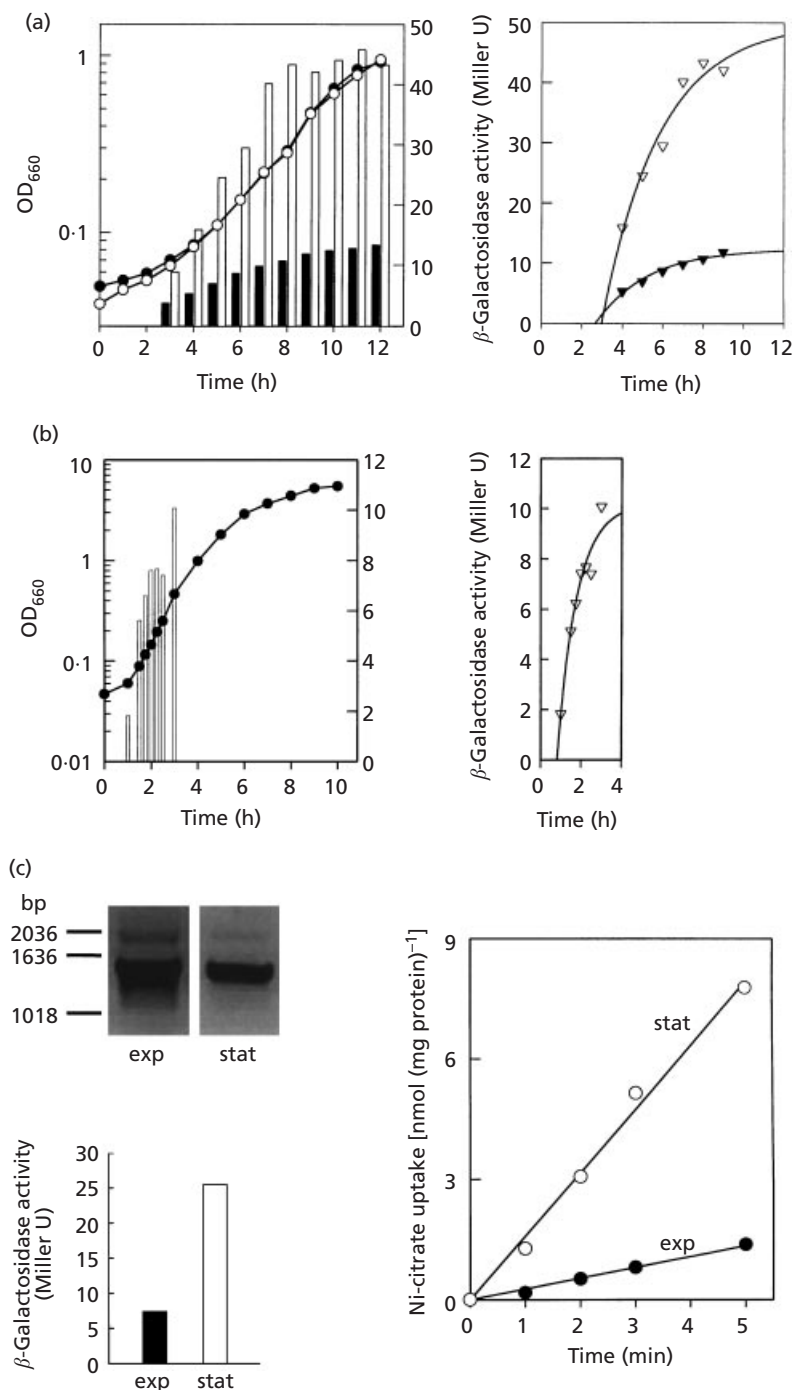 (a)
1
0·1
OD660
50
40
30
20
10
0
0 2 4 6 8 10 12
Time (h)
β-Galactosidase activity (Miller U)
50
40
30
20
10
0
0 2 4 6 8 10 12
Time (h)
(b)
10
1
0·1
0·01
OD660
12
10
8
6
4
2
0
0 2 4 6 8 10
Time (h)
β-Galactosidase activity (Miller U)
12
10
8
6
4
2
0
0 2 4
Time (h)
(c)
bp
2036
1636
1018
exp stat
β-Galactosidase activity
(Miller U)
30
25
20
15
10
5
0
exp stat
Ni-citrate uptake [nmol (mg protein)−1]
9
6
3
0
stat
exp
0 1 2 3 4 5
Time (min)